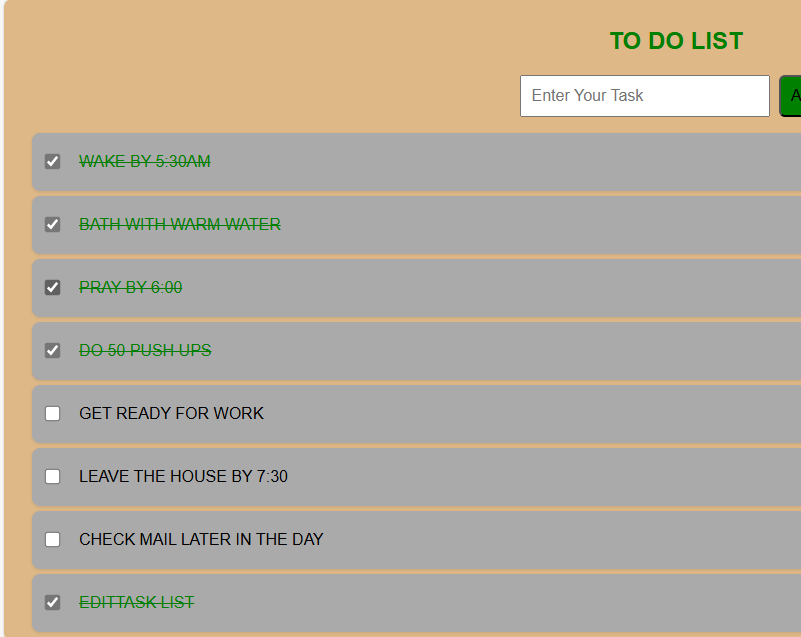 TO DO LIST
Enter Your Task
A
WAKE BY 5:30AM
BATH WITH WARM WATER
PRAY BY 6:00
DO 50 PUSH UPS
GET READY FOR WORK
LEAVE THE HOUSE BY 7:30
CHECK MAIL LATER IN THE DAY
EDITTASK LIST